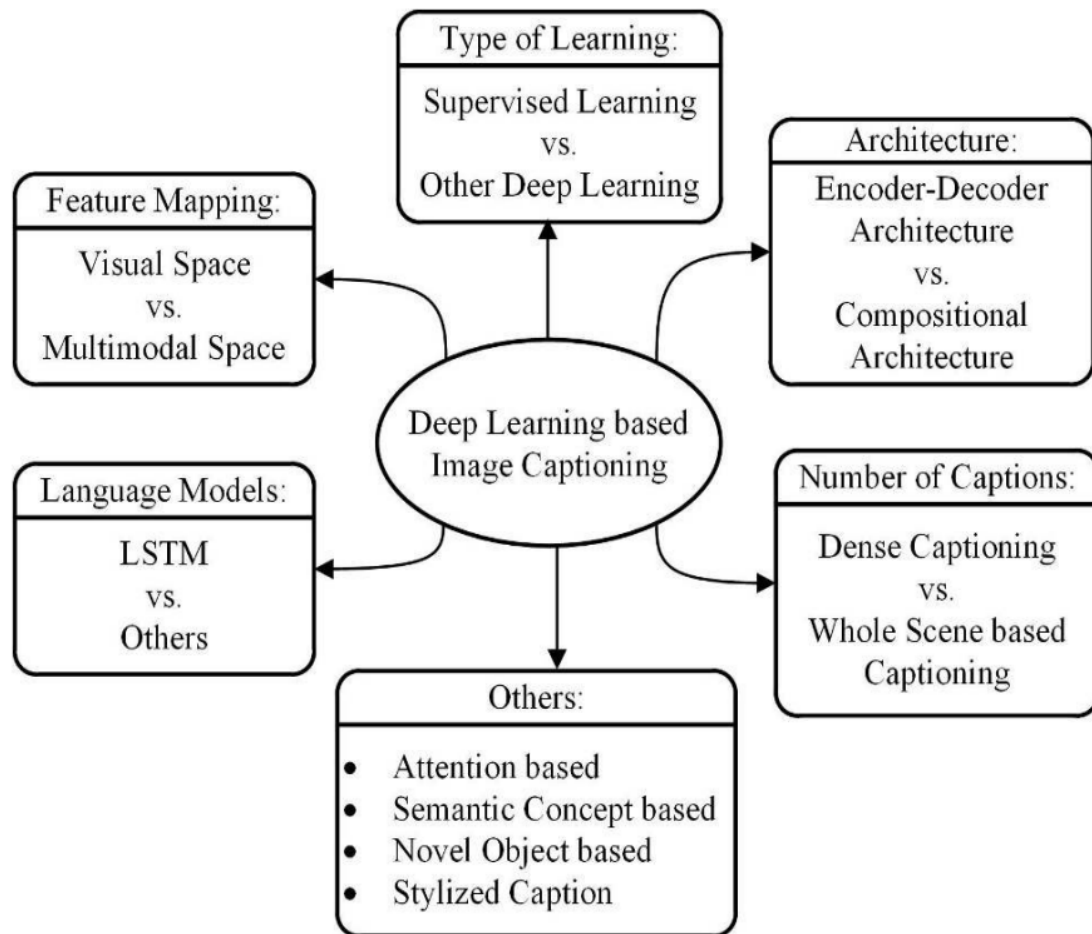 Type of Learning:
Supervised Learning
vs.
Other Deep Learning
Architecture:
Encoder-Decoder
Architecture
vs.
Compositional
Architecture
Feature Mapping:
Visual Space
vs.
Multimodal Space
Deep Learning based
Image Captioning
Language Models:
LSTM
vs.
Others
Number of Captions:
Dense Captioning
vs.
Whole Scene based
Captioning
Others:
• Attention based
• Semantic Concept based
• Novel Object based
• Stylized Caption